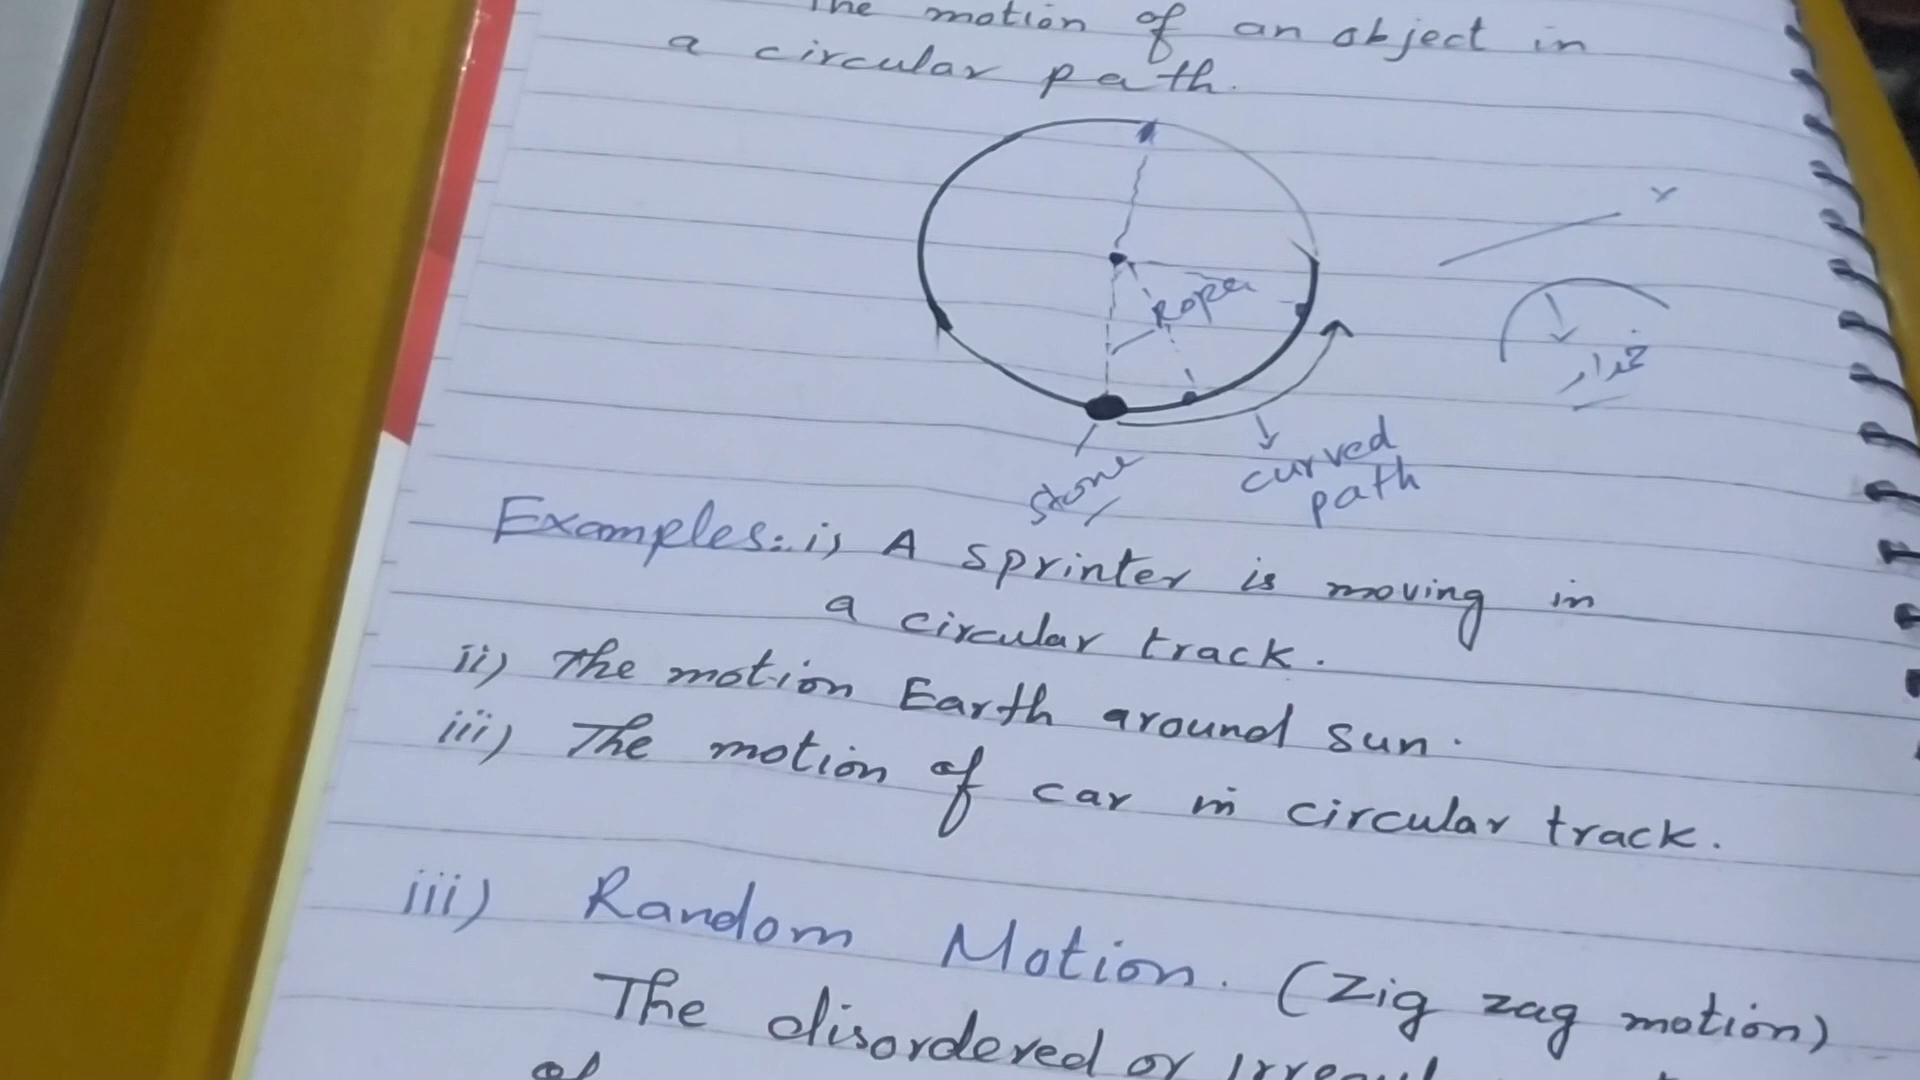 The motion of an object in
a circular path.
Rope
x
خمدار
stone
curved
path
Examples: i) A sprinter is moving in
a circular track.
ii) The motion Earth around sun.
iii) The motion of car in circular track.
iii) Random Motion. (Zig zag motion)
The disordered or
of